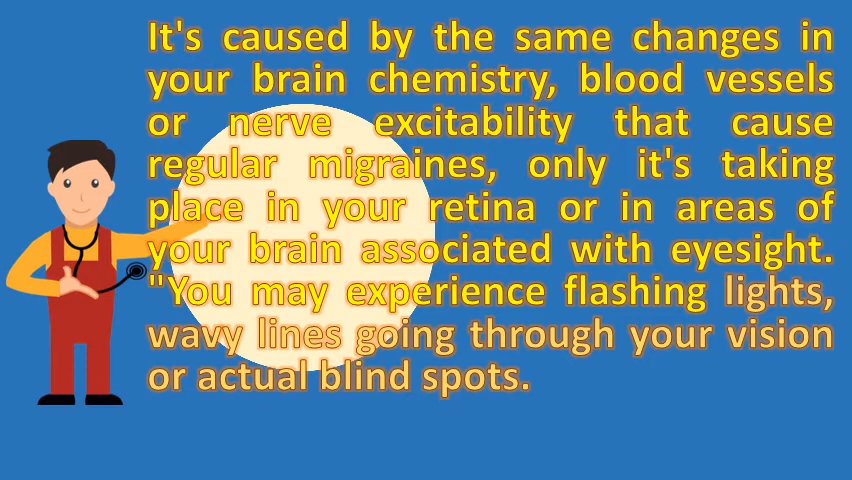 It's caused by the same changes in
your brain chemistry, blood vessels
or nerve excitability that cause
regular migraines, only it's taking
place in your retina or in areas of
your brain associated with eyesight.
"You may experience flashing lights,
wavy lines going through your vision
or actual blind spots.